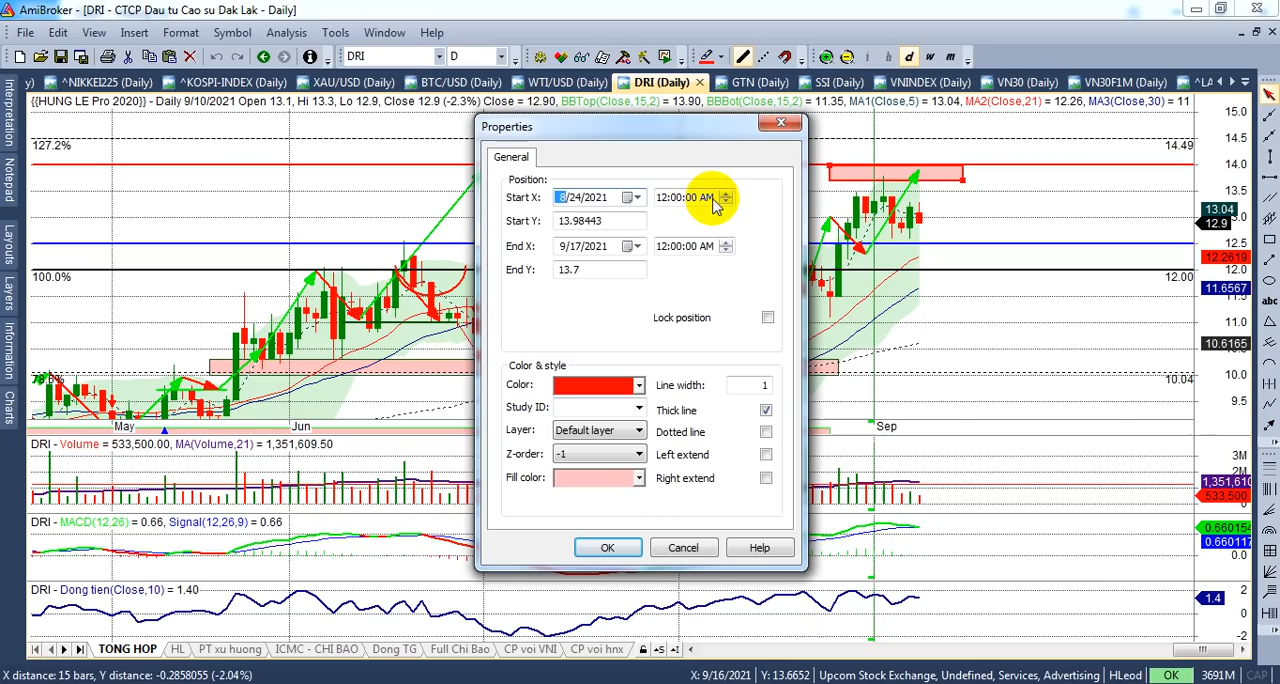 AmiBroker - [DRI - CTCP Dau tu Cao su Dak Lak - Daily]
File Edit View Insert Format Symbol Analysis Tools Window Help
DRI D i h d w m
y) ^NIKKEI225 (Daily) ^KOSPI-INDEX (Daily) XAU/USD (Daily) BTC/USD (Daily) WTI/USD (Daily) DRI (Daily) GTN (Daily) SSI (Daily) VNINDEX (Daily) VN30 (Daily) VN30F1M (Daily) ^LA
{{HUNG LE Pro 2020}} - Daily 9/10/2021 Open 13.1, Hi 13.3, Lo 12.9, Close 12.9 (-2.3%) Close = 12.90, BBTop(Close,15,2) = 13.90, BBBot(Close,15,2) = 11.35, MA1(Close,5) = 13.04, MA2(Close,21) = 12.26, MA3(Close,30) = 11
Interpretation
Notepad
Layouts
Layers
Information
Charts
127.2%
100.0%
78.6%
14.49
12.00
10.04
15.0
14.5
14.0
13.5
13.04
13.0
12.9
12.5
12.2619
12.0
11.6567
11.5
11.0
10.6165
10.0
9.5
Properties
General
Position:
Start X: 8/24/2021 12:00:00 AM
Start Y: 13.98443
End X: 9/17/2021 12:00:00 AM
End Y: 13.7
Lock position
Color & style
Color: Line width: 1
Study ID: Thick line
Layer: Default layer Dotted line
Z-order: -1 Left extend
Fill color: Right extend
OK Cancel Help
May Jun Sep
DRI - Volume = 533,500.00, MA(Volume,21) = 1,351,609.50
3M
2M
1,351,610
533,500
DRI - MACD(12,26) = 0.66, Signal(12,26,9) = 0.66
0.660154
0.660117
0.0
DRI - Dong tien(Close,10) = 1.40
2
1.4
0
-2
TONG HOP HL PT xu huong ICMC - CHI BAO Dong TG Full Chi Bao CP voi VNI CP voi hnx
X distance: 15 bars, Y distance: -0.2858055 (-2.04%) X: 9/16/2021 Y: 13.6652 Upcom Stock Exchange, Undefined, Services, Advertising HLeod OK 3691M CAP